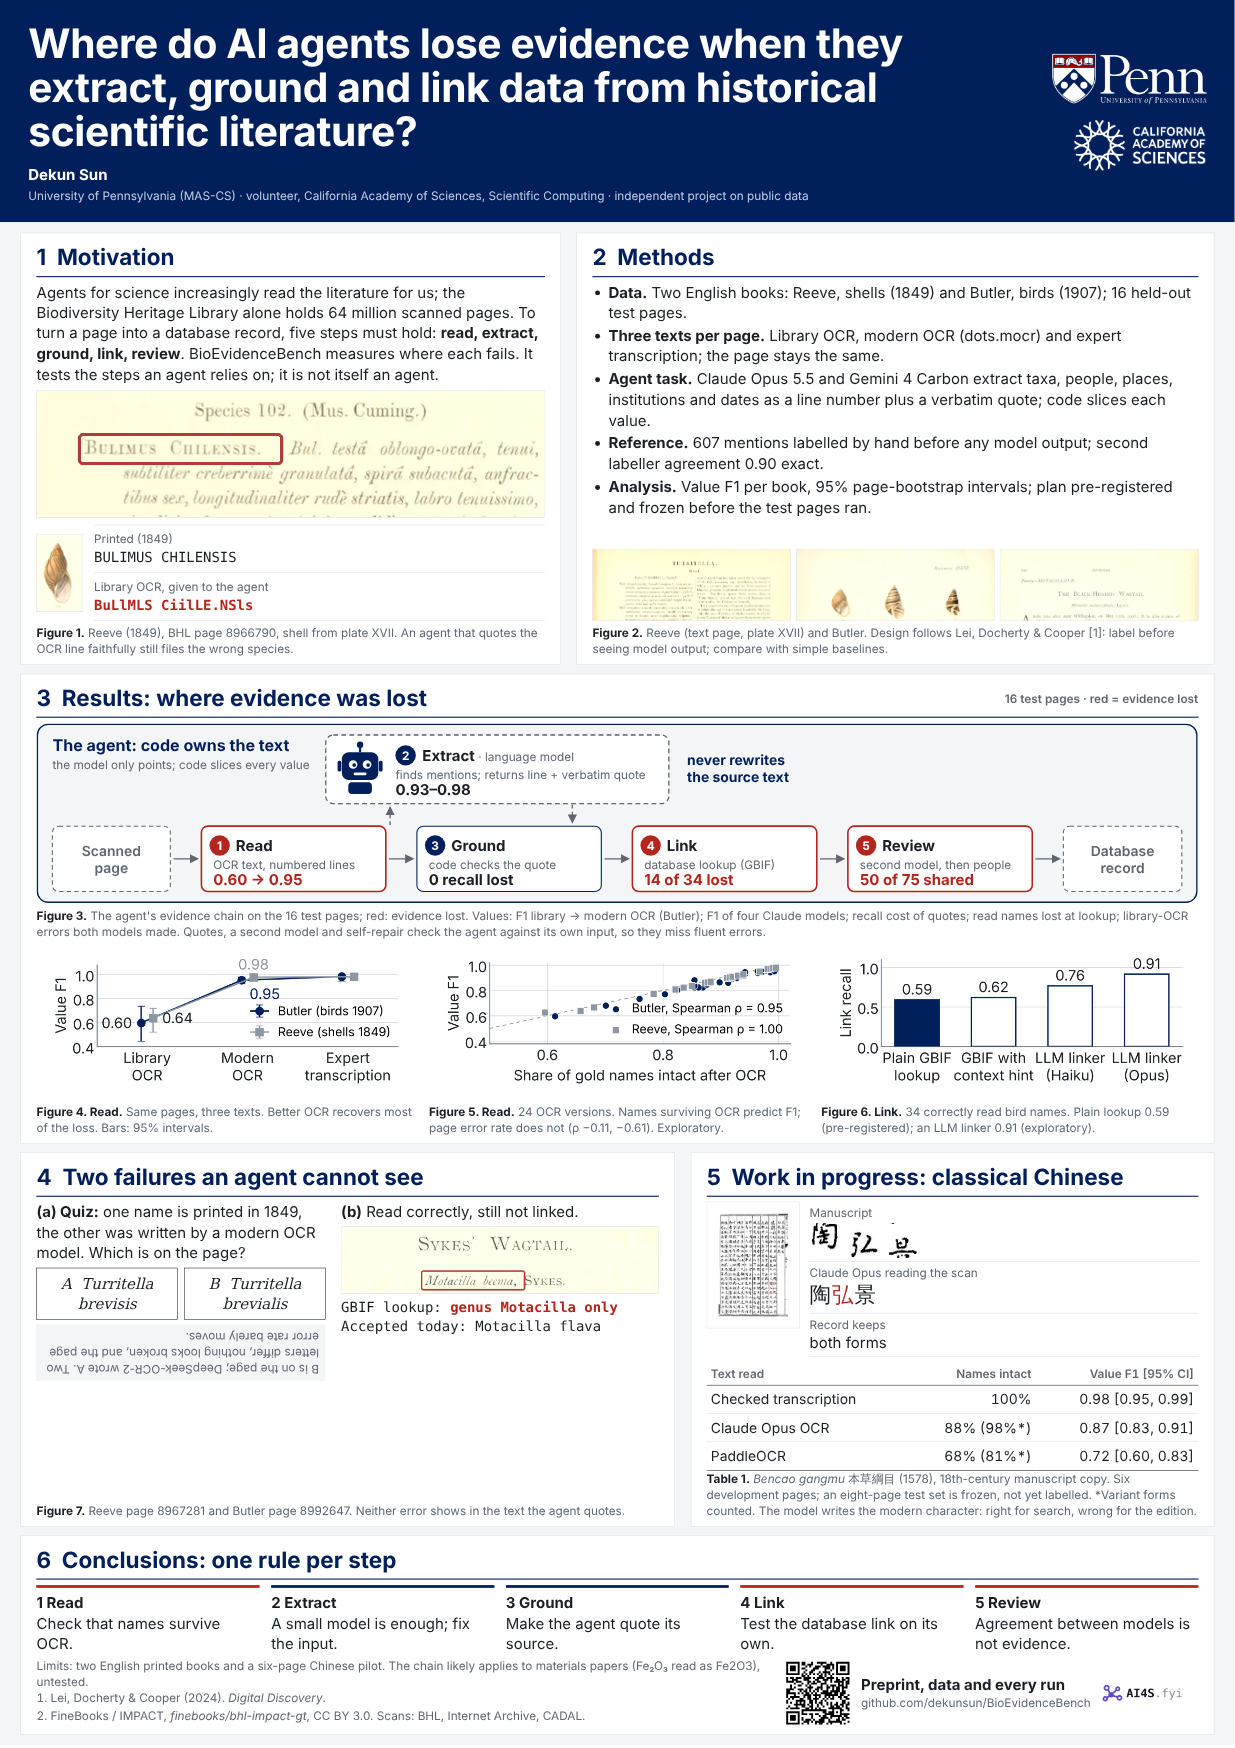 Where do AI agents lose evidence when they
extract, ground and link data from historical
scientific literature?
Dekun Sun
University of Pennsylvania (MAS-CS) · volunteer, California Academy of Sciences, Scientific Computing · independent project on public data
Penn
UNIVERSITY OF PENNSYLVANIA
CALIFORNIA
ACADEMY OF
SCIENCES
1 Motivation
Agents for science increasingly read the literature for us; the
Biodiversity Heritage Library alone holds 64 million scanned pages. To
turn a page into a database record, five steps must hold: read, extract,
ground, link, review. BioEvidenceBench measures where each fails. It
tests the steps an agent relies on; it is not itself an agent.
Species 102. (Mus. Cuming.)
BULIMUS CHILENSIS. Bul. testâ oblongo-ovatâ, tenui,
subtiliter creberrimè granulatâ, spirâ subacutâ, anfrac-
tibus sex, longitudinaliter rudè striatis, labro tenuissimo,
Printed (1849)
BULIMUS CHILENSIS
Library OCR, given to the agent
BuLlMLS CiilLE.NSls
Figure 1. Reeve (1849), BHL page 8966790, shell from plate XVII. An agent that quotes the
OCR line faithfully still files the wrong species.
2 Methods
• Data. Two English books: Reeve, shells (1849) and Butler, birds (1907); 16 held-out
test pages.
• Three texts per page. Library OCR, modern OCR (dots.mocr) and expert
transcription; the page stays the same.
• Agent task. Claude Opus 5.5 and Gemini 4 Carbon extract taxa, people, places,
institutions and dates as a line number plus a verbatim quote; code slices each
value.
• Reference. 607 mentions labelled by hand before any model output; second
labeller agreement 0.90 exact.
• Analysis. Value F1 per book, 95% page-bootstrap intervals; plan pre-registered
and frozen before the test pages ran.
TURRITELLA.
THE BLACK-HEADED WAGTAIL.
Figure 2. Reeve (text page, plate XVII) and Butler. Design follows Lei, Docherty & Cooper [1]: label before
seeing model output; compare with simple baselines.
3 Results: where evidence was lost
16 test pages · red = evidence lost
The agent: code owns the text
the model only points; code slices every value
2 Extract · language model
finds mentions; returns line + verbatim quote
0.93–0.98
never rewrites
the source text
Scanned
page
1 Read
OCR text, numbered lines
0.60 → 0.95
3 Ground
code checks the quote
0 recall lost
4 Link
database lookup (GBIF)
14 of 34 lost
5 Review
second model, then people
50 of 75 shared
Database
record
Figure 3. The agent's evidence chain on the 16 test pages; red: evidence lost. Values: F1 library → modern OCR (Butler); F1 of four Claude models; recall cost of quotes; read names lost at lookup; library-OCR
errors both models made. Quotes, a second model and self-repair check the agent against its own input, so they miss fluent errors.
Value F1
1.0
0.8
0.6
0.4
0.98
0.95
0.60
0.64
Butler (birds 1907)
Reeve (shells 1849)
Library
OCR
Modern
OCR
Expert
transcription
Figure 4. Read. Same pages, three texts. Better OCR recovers most
of the loss. Bars: 95% intervals.
Value F1
1.0
0.8
0.6
0.4
Butler, Spearman ρ = 0.95
Reeve, Spearman ρ = 1.00
0.6 0.8 1.0
Share of gold names intact after OCR
Figure 5. Read. 24 OCR versions. Names surviving OCR predict F1;
page error rate does not (ρ −0.11, −0.61). Exploratory.
Link recall
1.0
0.5
0.0
0.59
0.62
0.76
0.91
Plain GBIF
lookup
GBIF with
context hint
LLM linker
(Haiku)
LLM linker
(Opus)
Figure 6. Link. 34 correctly read bird names. Plain lookup 0.59
(pre-registered); an LLM linker 0.91 (exploratory).
4 Two failures an agent cannot see
(a) Quiz: one name is printed in 1849,
the other was written by a modern OCR
model. Which is on the page?
A Turritella
brevisis
B Turritella
brevialis
B is on the page; DeepSeek-OCR-2 wrote A. Two
letters differ, nothing looks broken, and the page
error rate barely moves.
(b) Read correctly, still not linked.
SYKES' WAGTAIL.
Motacilla beema, SYKES.
GBIF lookup: genus Motacilla only
Accepted today: Motacilla flava
Figure 7. Reeve page 8967281 and Butler page 8992647. Neither error shows in the text the agent quotes.
5 Work in progress: classical Chinese
Manuscript
陶弘景
Claude Opus reading the scan
陶弘景
Record keeps
both forms
Text read Names intact Value F1 [95% CI]
Checked transcription 100% 0.98 [0.95, 0.99]
Claude Opus OCR 88% (98%*) 0.87 [0.83, 0.91]
PaddleOCR 68% (81%*) 0.72 [0.60, 0.83]
Table 1. Bencao gangmu 本草綱目 (1578), 18th-century manuscript copy. Six
development pages; an eight-page test set is frozen, not yet labelled. *Variant forms
counted. The model writes the modern character: right for search, wrong for the edition.
6 Conclusions: one rule per step
1 Read
Check that names survive
OCR.
2 Extract
A small model is enough; fix
the input.
3 Ground
Make the agent quote its
source.
4 Link
Test the database link on its
own.
5 Review
Agreement between models is
not evidence.
Limits: two English printed books and a six-page Chinese pilot. The chain likely applies to materials papers (Fe₂O₃ read as Fe2O3),
untested.
1. Lei, Docherty & Cooper (2024). Digital Discovery.
2. FineBooks / IMPACT, finebooks/bhl-impact-gt, CC BY 3.0. Scans: BHL, Internet Archive, CADAL.
Preprint, data and every run
github.com/dekunsun/BioEvidenceBench
AI4S.fyi